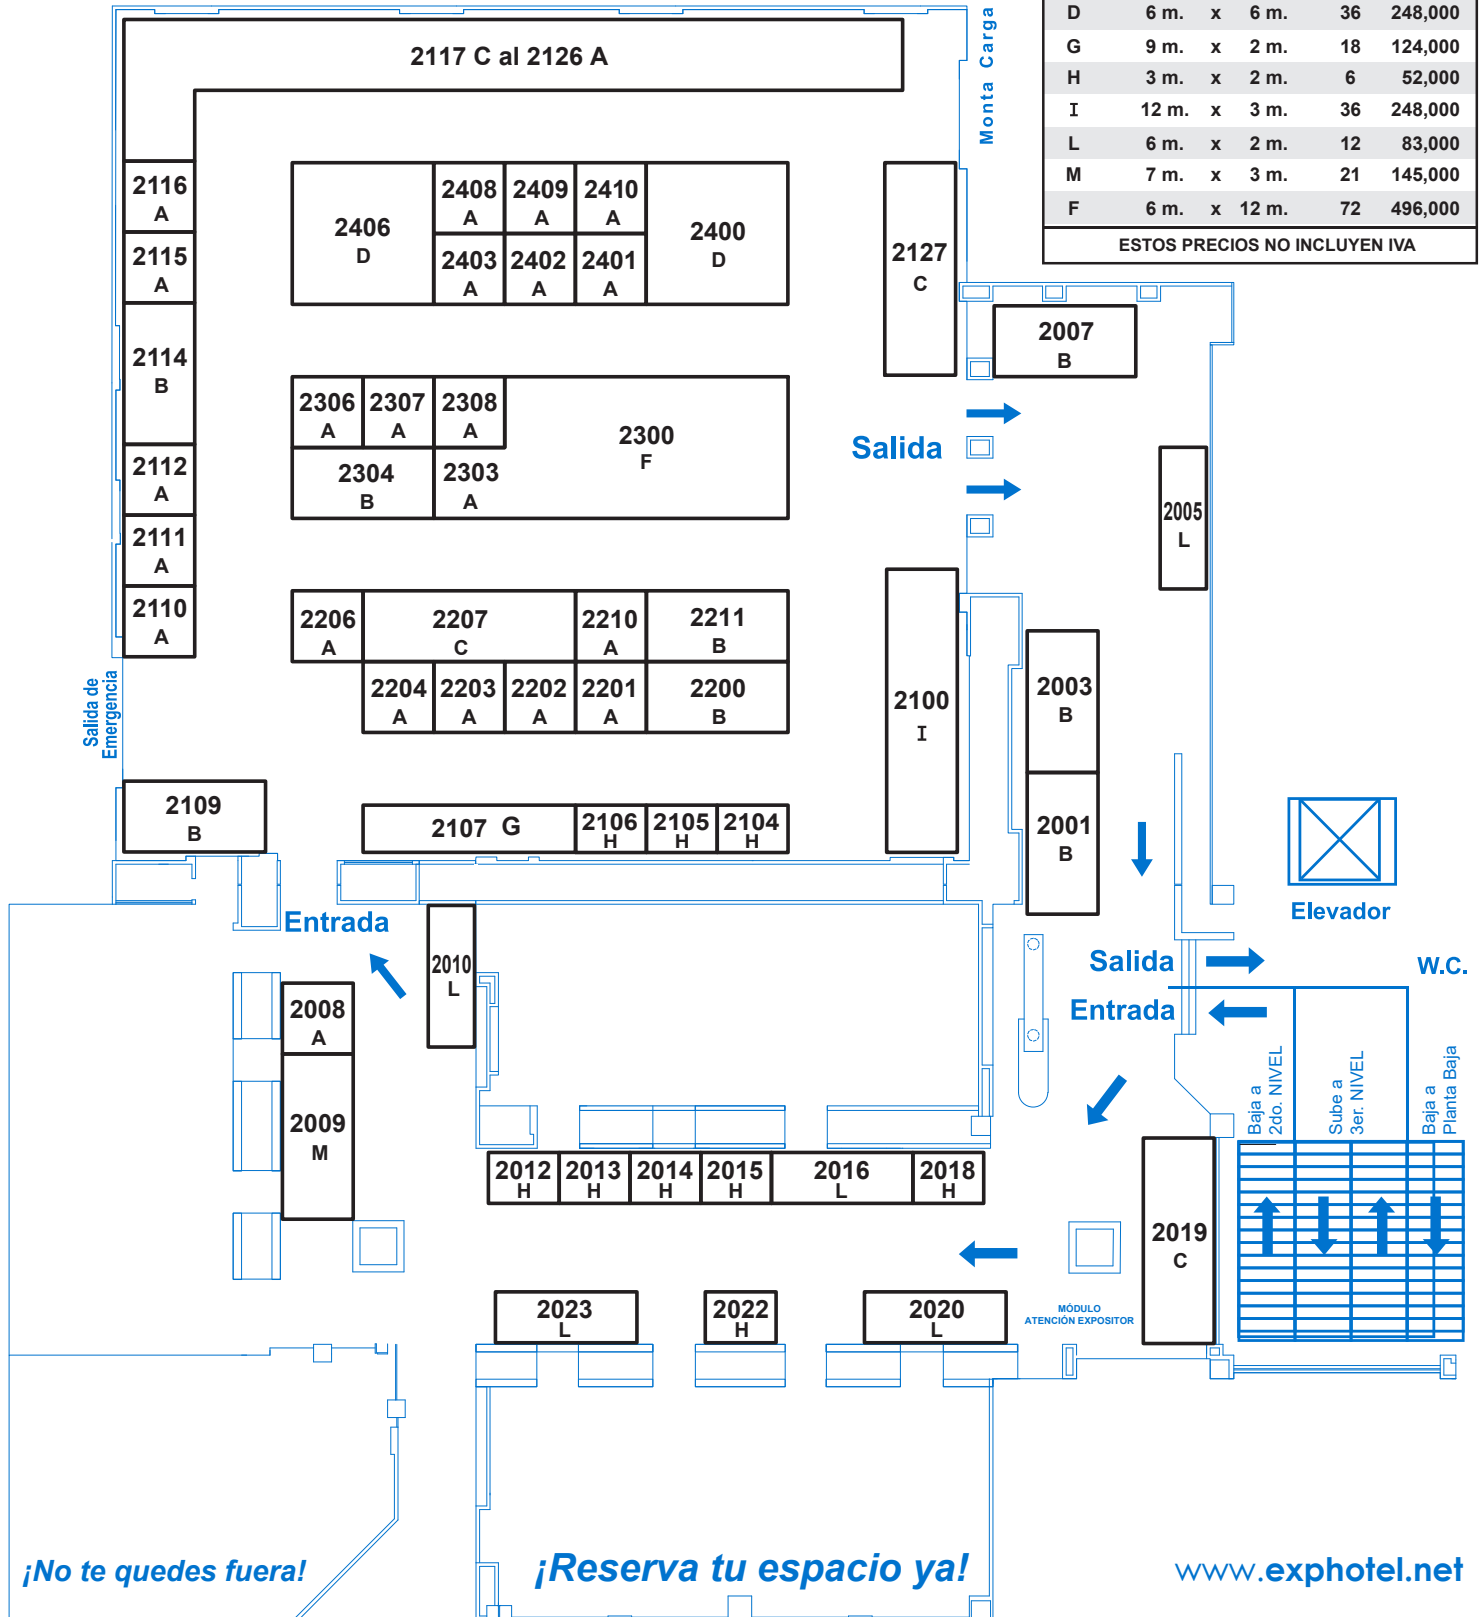 D 6 m. x 6 m. 36 248,000
G 9 m. x 2 m. 18 124,000
H 3 m. x 2 m. 6 52,000
I 12 m. x 3 m. 36 248,000
L 6 m. x 2 m. 12 83,000
M 7 m. x 3 m. 21 145,000
F 6 m. x 12 m. 72 496,000
ESTOS PRECIOS NO INCLUYEN IVA
Monta Carga
2117 C al 2126 A
2116
A
2115
A
2114
B
2112
A
2111
A
2110
A
2406
D
2408
A
2409
A
2410
A
2403
A
2402
A
2401
A
2400
D
2127
C
2007
B
2306
A
2307
A
2308
A
2300
F
2304
B
2303
A
Salida
2005
L
2206
A
2207
C
2210
A
2211
B
2204
A
2203
A
2202
A
2201
A
2200
B
2100
I
2003
B
2001
B
Salida de
Emergencia
2109
B
2107 G
2106
H
2105
H
2104
H
Elevador
Entrada
2010
L
2008
A
2009
M
Salida
W.C.
Entrada
Baja a
2do. NIVEL
Sube a
3er. NIVEL
Baja a
Planta Baja
2012
H
2013
H
2014
H
2015
H
2016
L
2018
H
2019
C
2023
L
2022
H
2020
L
MÓDULO
ATENCIÓN EXPOSITOR
¡No te quedes fuera!
¡Reserva tu espacio ya!
www.exphotel.net